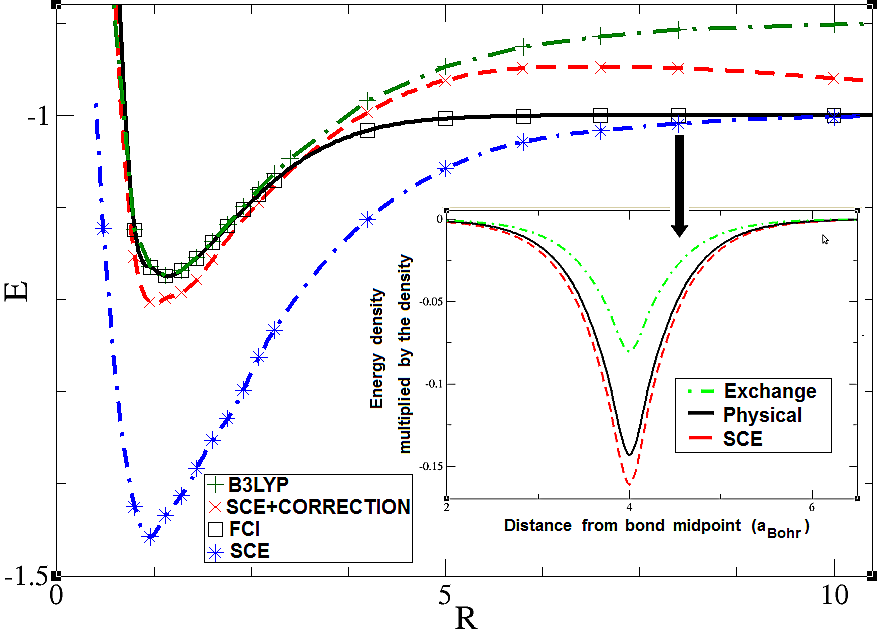 -1
E
-1.5
0
5
10
R
B3LYP
SCE+CORRECTION
FCI
SCE
0
-0.05
-0.1
-0.15
Energy density
multiplied by the density
2
4
6
Distance from bond midpoint (aBohr)
Exchange
Physical
SCE